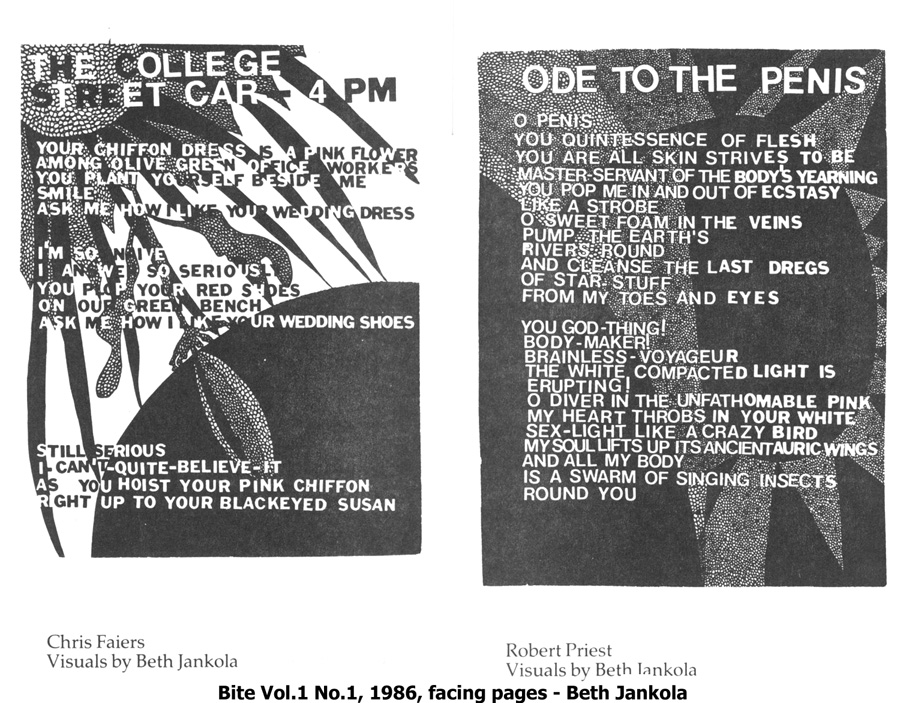 THE COLLEGE
STREET CAR - 4 PM
YOUR CHIFFON DRESS IS A PINK FLOWER
AMONG OLIVE GREEN OFFICE WORKERS
YOU PLANT YOURSELF BESIDE ME
SMILE
ASK ME HOW I LIKE YOUR WEDDING DRESS
I'M SO NAIVE
I ANSWER SO SERIOUSLY
YOU PLOP YOUR RED SHOES
ON OUR GREEN BENCH
ASK ME HOW I LIKE YOUR WEDDING SHOES
STILL SERIOUS
I-CAN'T-QUITE-BELIEVE-IT
AS YOU HOIST YOUR PINK CHIFFON
RIGHT UP TO YOUR BLACKEYED SUSAN
Chris Faiers
Visuals by Beth Jankola
ODE TO THE PENIS
O PENIS
YOU QUINTESSENCE OF FLESH
YOU ARE ALL SKIN STRIVES TO BE
MASTER-SERVANT OF THE BODY'S YEARNING
YOU POP ME IN AND OUT OF ECSTASY
LIKE A STROBE
O SWEET FOAM IN THE VEINS
PUMP THE EARTH'S
RIVERS ROUND
AND CLEANSE THE LAST DREGS
OF STAR STUFF
FROM MY TOES AND EYES
YOU GOD-THING!
BODY-MAKER!
BRAINLESS-VOYAGEUR
THE WHITE COMPACTED LIGHT IS
ERUPTING!
O DIVER IN THE UNFATHOMABLE PINK
MY HEART THROBS IN YOUR WHITE
SEX-LIGHT LIKE A CRAZY BIRD
MY SOUL LIFTS UP ITS ANCIENT AURIC WINGS
AND ALL MY BODY
IS A SWARM OF SINGING INSECTS
ROUND YOU
Robert Priest
Visuals by Beth Jankola
Bite Vol.1 No.1, 1986, facing pages - Beth Jankola